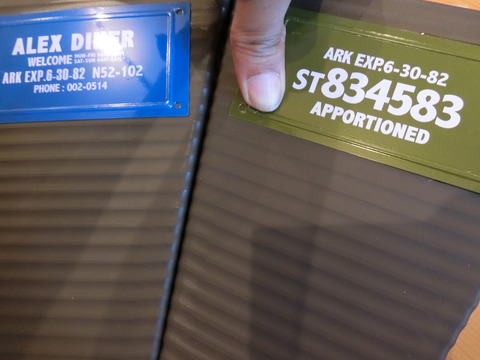 ALEX DINER
WELCOME
ARK EXP.6-30-82 N52-102
PHONE : 002-0514
ARK EXP.6-30-82
ST834583
APPORTIONED